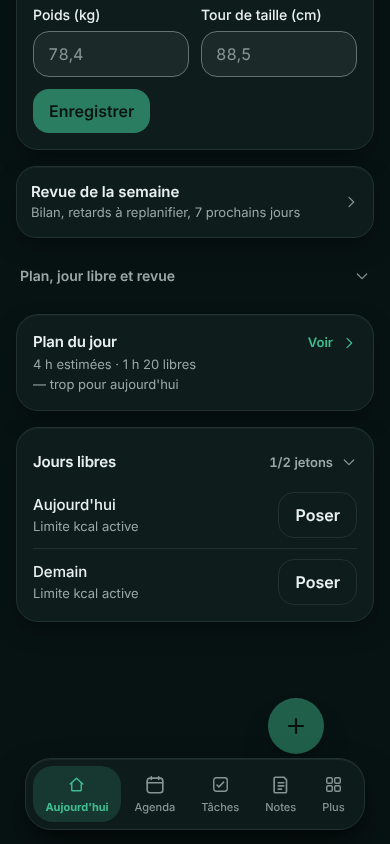 Poids (kg)
Tour de taille (cm)
78,4
88,5
Enregistrer
Revue de la semaine
Bilan, retards à replanifier, 7 prochains jours
Plan, jour libre et revue
Plan du jour
Voir
4 h estimées · 1 h 20 libres
— trop pour aujourd'hui
Jours libres
1/2 jetons
Aujourd'hui
Limite kcal active
Poser
Demain
Limite kcal active
Poser
Aujourd'hui
Agenda
Tâches
Notes
Plus